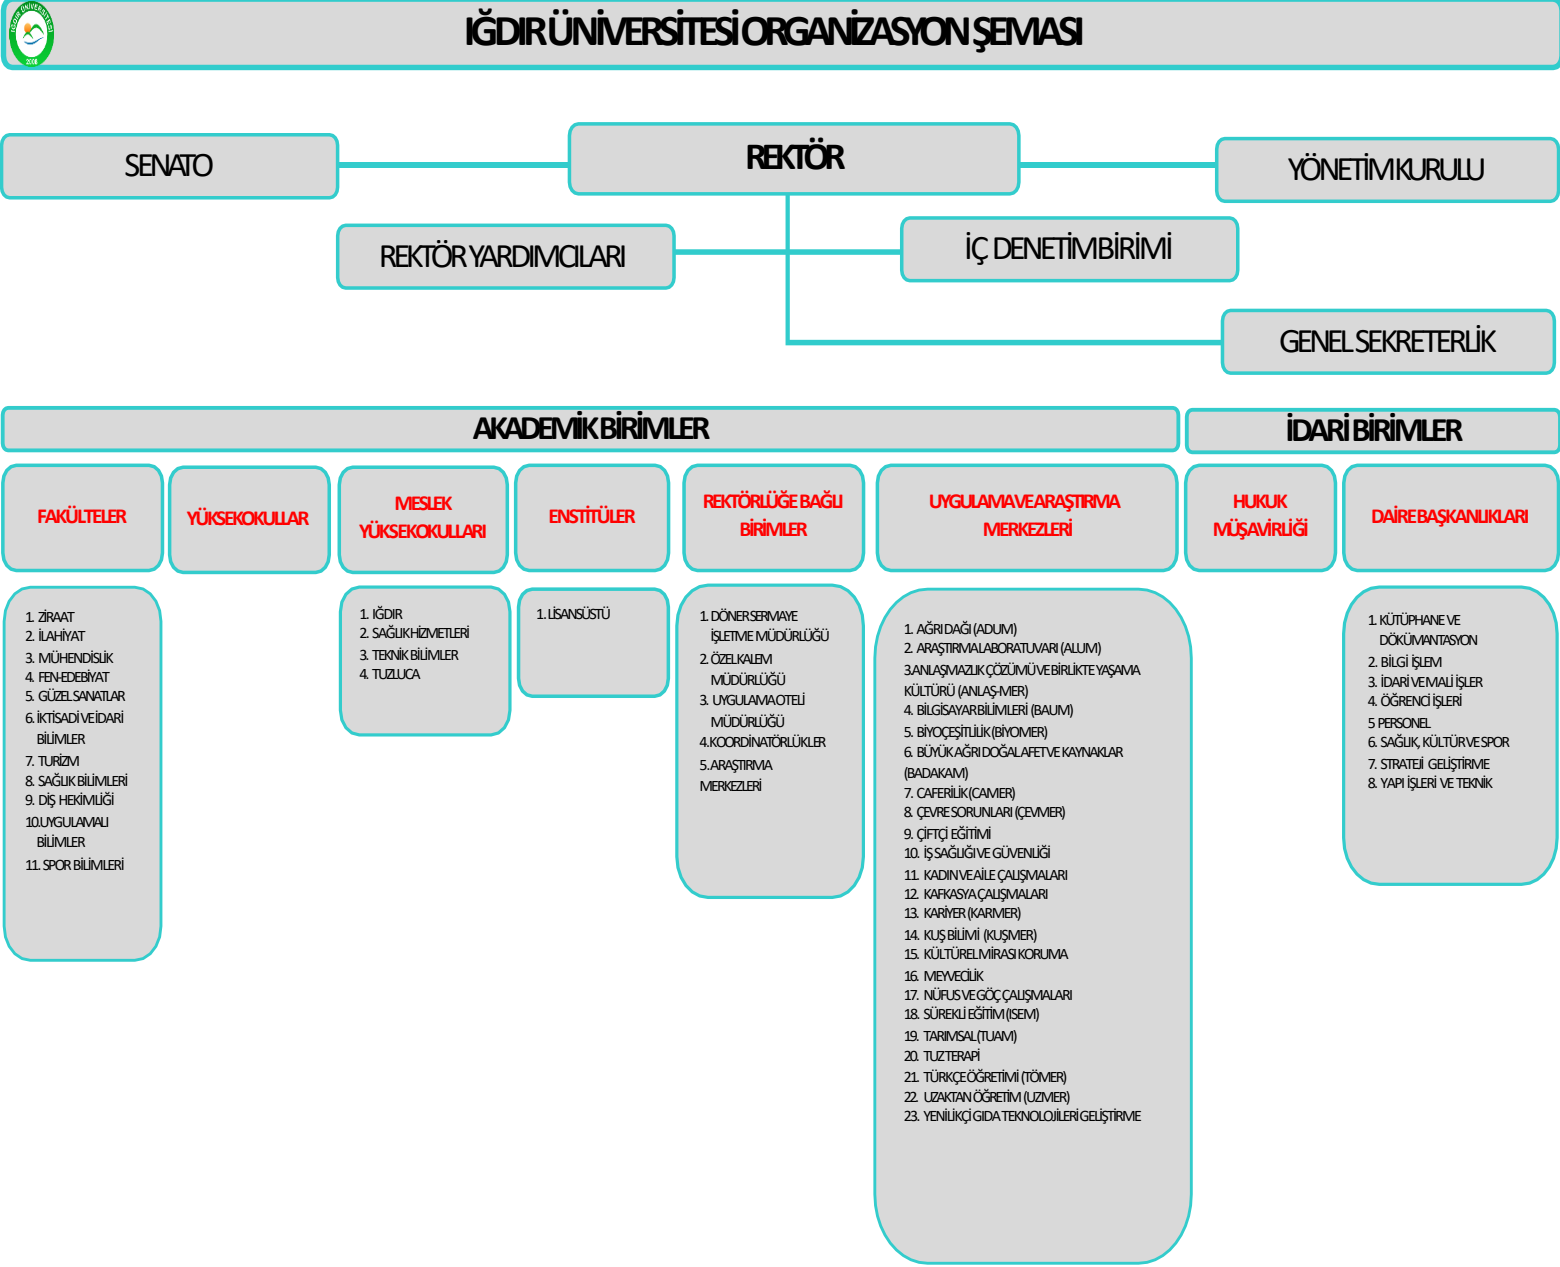 IĞDIR ÜNİVERSİTESİ ORGANİZASYON ŞEMASI
IĞDIR ÜNİVERSİTESİ
2008
SENATO
REKTÖR
YÖNETİM KURULU
REKTÖR YARDIMCILARI
İÇ DENETİM BİRİMİ
GENEL SEKRETERLİK
AKADEMİK BİRİMLER
İDARİ BİRİMLER
FAKÜLTELER
YÜKSEKOKULLAR
MESLEK
YÜKSEKOKULLARI
ENSTİTÜLER
REKTÖRLÜĞE BAĞLI
BİRİMLER
UYGULAMA VE ARAŞTIRMA
MERKEZLERİ
HUKUK
MÜŞAVİRLİĞİ
DAİRE BAŞKANLIKLARI
1. ZİRAAT
2. İLAHİYAT
3. MÜHENDİSLİK
4. FEN-EDEBİYAT
5. GÜZEL SANATLAR
6. İKTİSADİ VE İDARİ
BİLİMLER
7. TURİZM
8. SAĞLIK BİLİMLERİ
9. DİŞ HEKİMLİĞİ
10.UYGULAMALI
BİLİMLER
11. SPOR BİLİMLERİ
1. IĞDIR
2. SAĞLIK HİZMETLERİ
3. TEKNİK BİLİMLER
4. TUZLUCA
1. LİSANSÜSTÜ
1. DÖNER SERMAYE
İŞLETME MÜDÜRLÜĞÜ
2. ÖZEL KALEM
MÜDÜRLÜĞÜ
3. UYGULAMA OTELİ
MÜDÜRLÜĞÜ
4.KOORDİNATÖRLÜKLER
5. ARAŞTIRMA
MERKEZLERİ
1. AĞRI DAĞI (ADUM)
2. ARAŞTIRMA LABORATUVARI (ALUM)
3.ANLAŞMAZLIK ÇÖZÜMÜ VE BİRLİKTE YAŞAMA
KÜLTÜRÜ (ANLAŞ-MER)
4. BİLGİSAYAR BİLİMLERİ (BAUM)
5. BİYOÇEŞİTLİLİK (BİYOMER)
6. BÜYÜK AĞRI DOĞAL AFET VE KAYNAKLAR
(BADAKAM)
7. CAFERİLİK (CAMER)
8. ÇEVRE SORUNLARI (ÇEVMER)
9. ÇİFTÇİ EĞİTİMİ
10. İŞ SAĞLIĞI VE GÜVENLİĞİ
11. KADIN VE AİLE ÇALIŞMALARI
12. KAFKASYA ÇALIŞMALARI
13. KARİYER (KARMER)
14. KUŞ BİLİMİ (KUŞMER)
15. KÜLTÜREL MİRASI KORUMA
16. MEYVECİLİK
17. NÜFUS VE GÖÇ ÇALIŞMALARI
18. SÜREKLİ EĞİTİM (ISEM)
19. TARIMSAL (TUAM)
20. TUZ TERAPİ
21. TÜRKÇE ÖĞRETİMİ (TÖMER)
22. UZAKTAN ÖĞRETİM (UZMER)
23. YENİLİKÇİ GIDA TEKNOLOJİLERİ GELİŞTİRME
1. KÜTÜPHANE VE
DÖKÜMANTASYON
2. BİLGİ İŞLEM
3. İDARİ VE MALİ İŞLER
4. ÖĞRENCİ İŞLERİ
5 PERSONEL
6. SAĞLIK, KÜLTÜR VE SPOR
7. STRATEJİ GELİŞTİRME
8. YAPI İŞLERİ VE TEKNİK